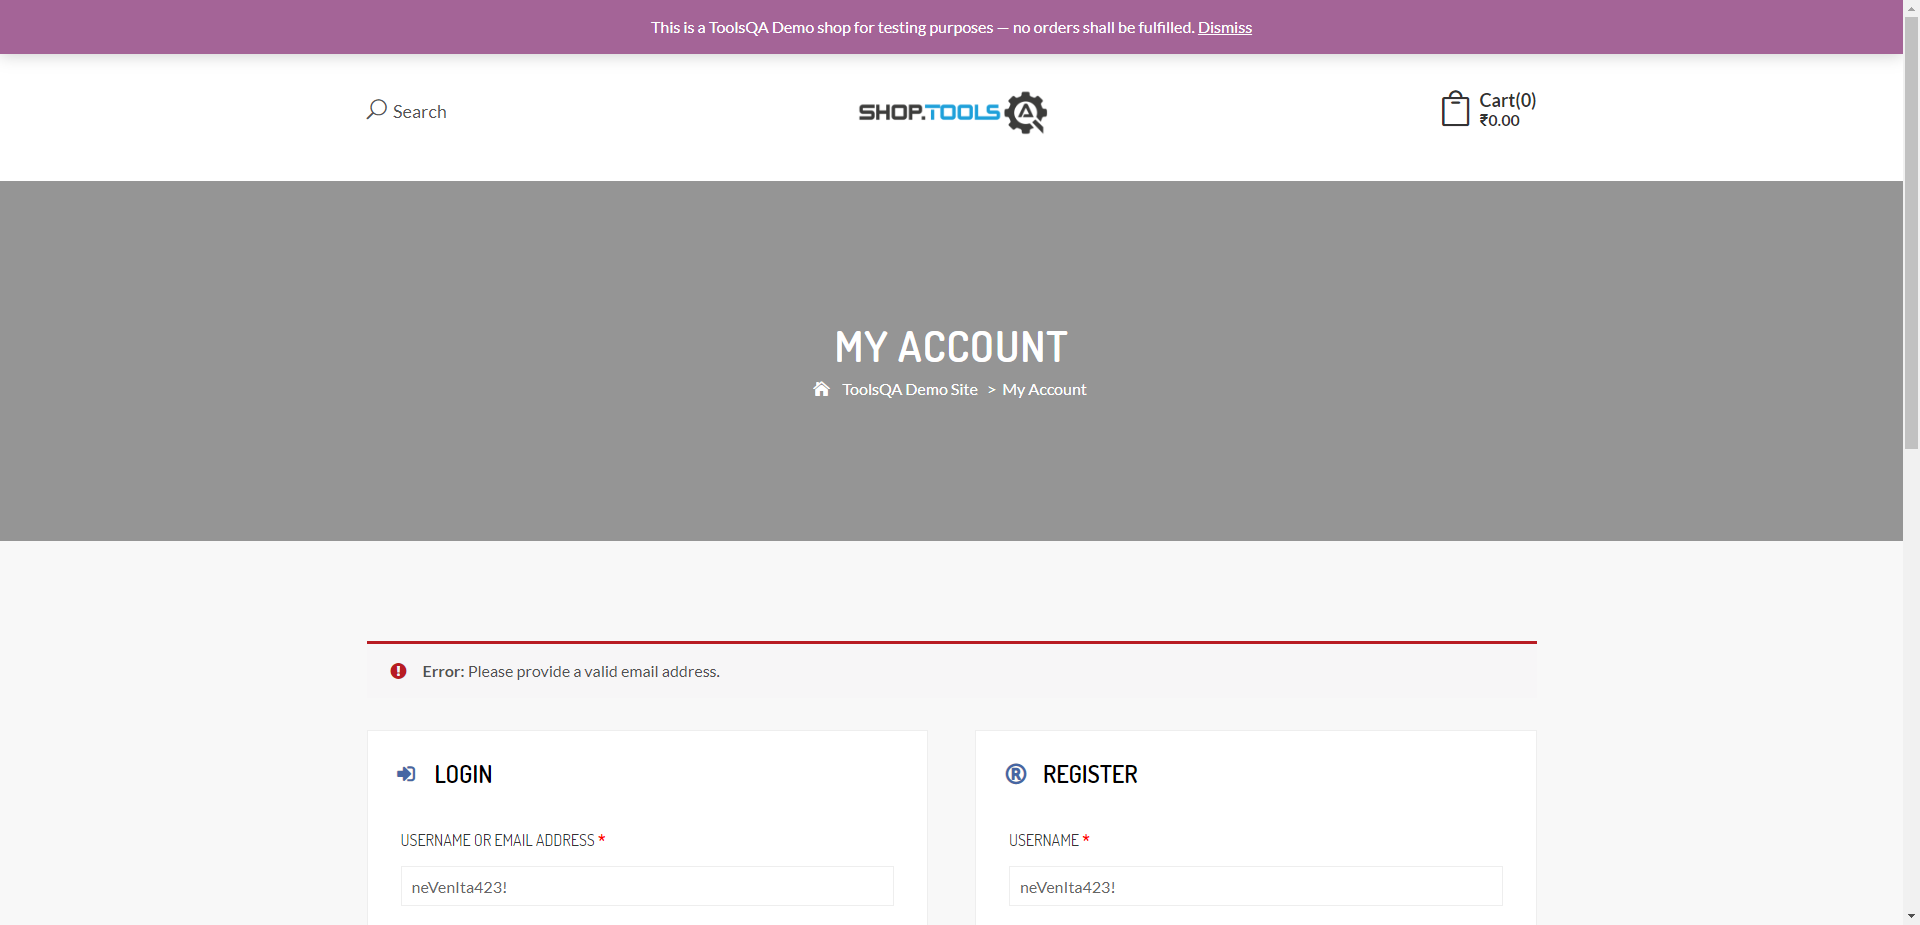 This is a ToolsQA Demo shop for testing purposes — no orders shall be fulfilled. Dismiss
Search
SHOP.TOOLS
Cart(0)
₹0.00
MY ACCOUNT
ToolsQA Demo Site > My Account
Error: Please provide a valid email address.
LOGIN
REGISTER
USERNAME OR EMAIL ADDRESS *
USERNAME *
neVenIta423!
neVenIta423!